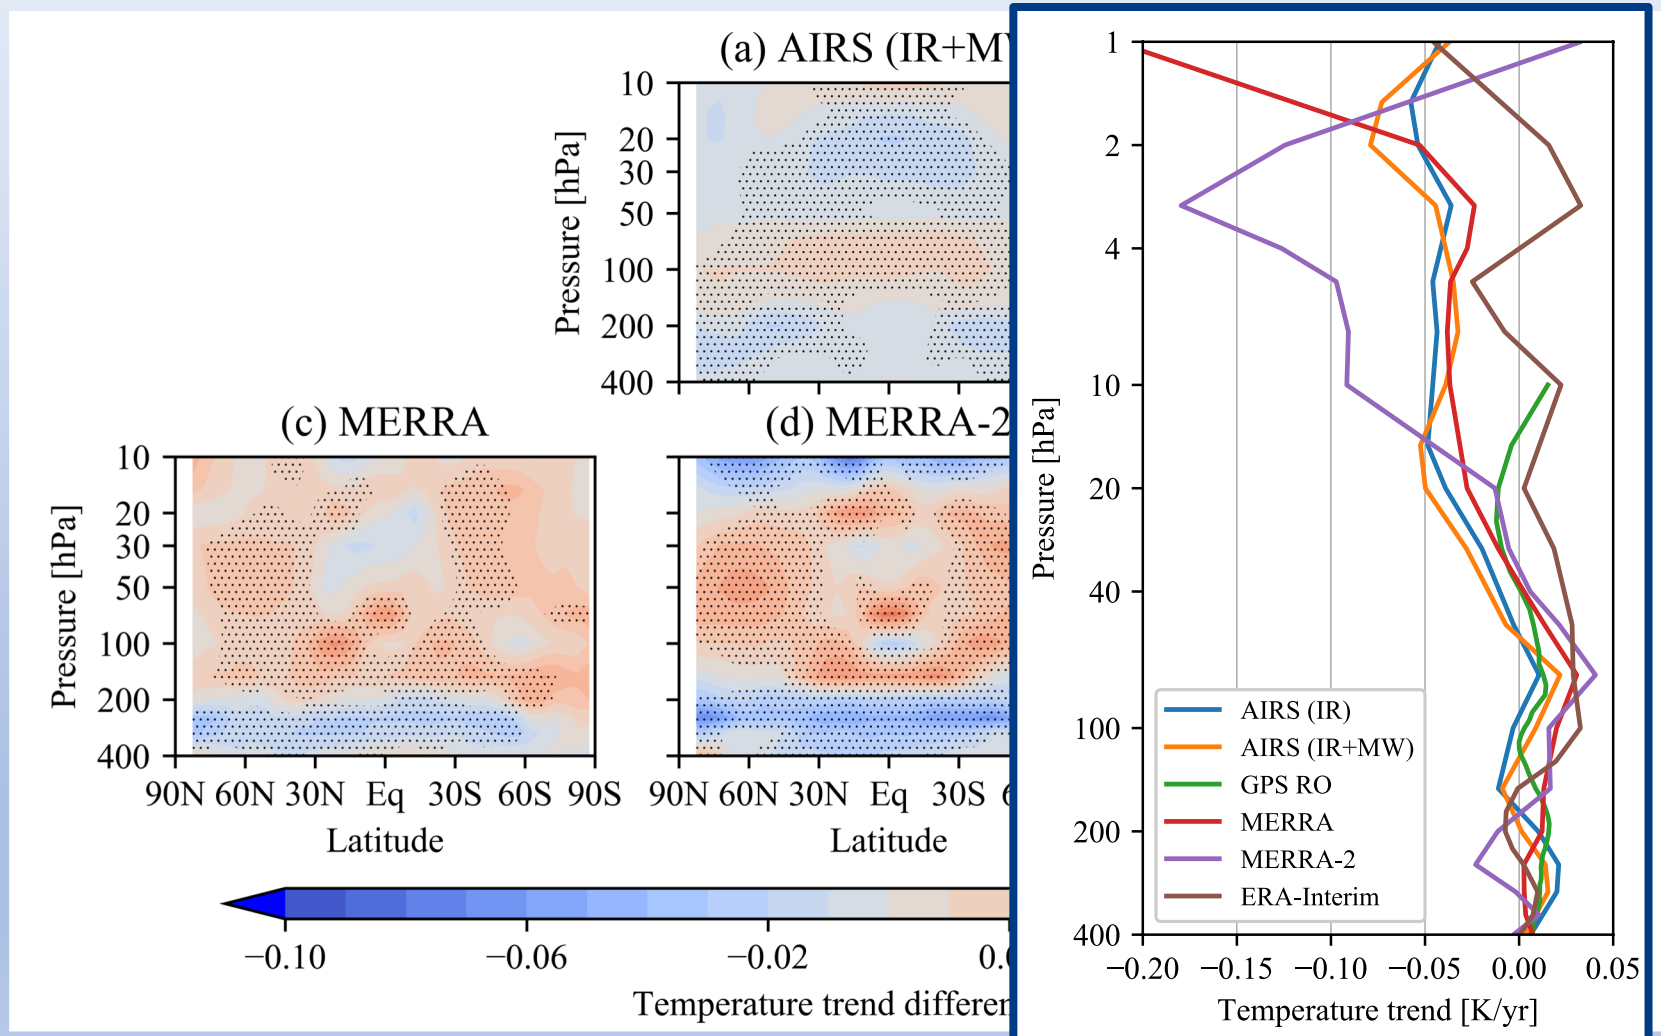 (a) AIRS (IR+MW
10
20
30
50
100
200
400
Pressure [hPa]
(c) MERRA
10
20
30
50
100
200
400
Pressure [hPa]
90N 60N 30N Eq 30S 60S 90S
Latitude
(d) MERRA-2
90N 60N 30N Eq 30S 6
Latitude
−0.10 −0.06 −0.02 0.0
Temperature trend differen
1
2
4
10
20
40
100
200
400
Pressure [hPa]
AIRS (IR)
AIRS (IR+MW)
GPS RO
MERRA
MERRA-2
ERA-Interim
−0.20 −0.15 −0.10 −0.05 0.00 0.05
Temperature trend [K/yr]